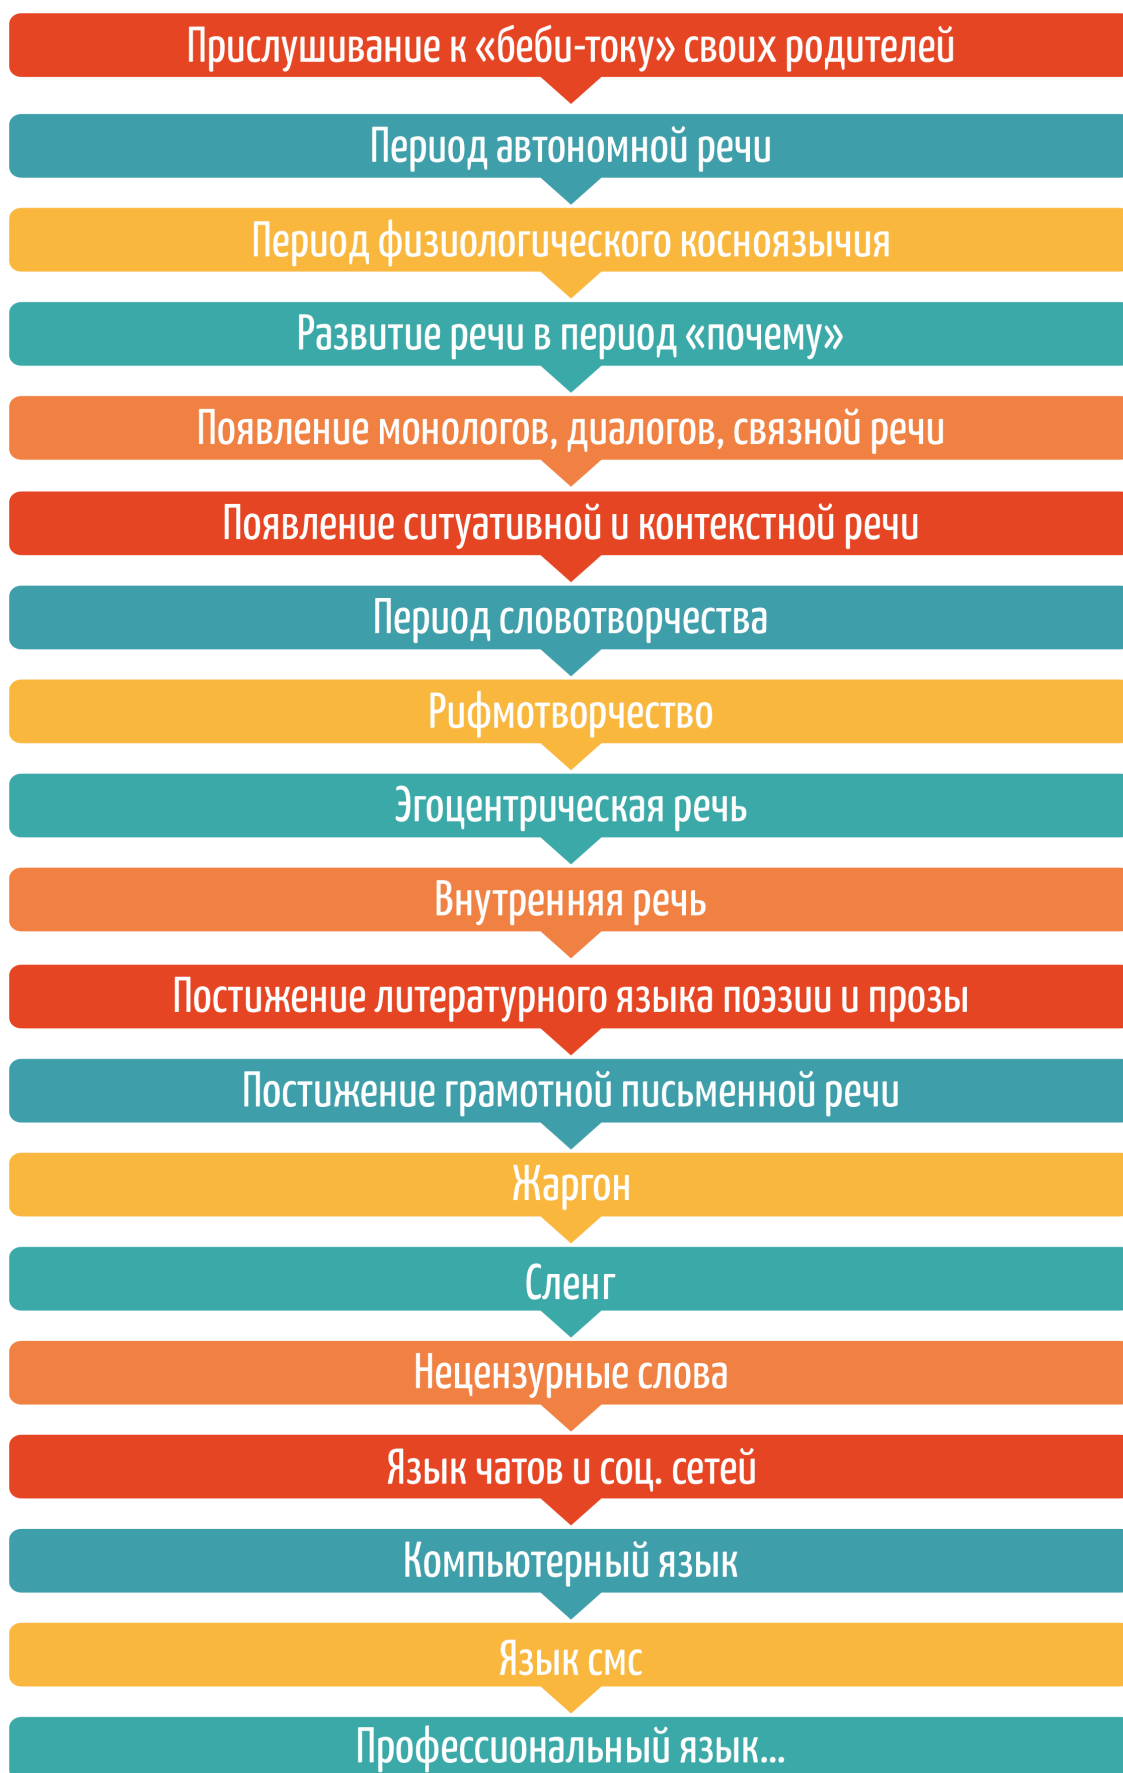 Прислушивание к «беби-току» своих родителей
Период автономной речи
Период физиологического косноязычия
Развитие речи в период «почему»
Появление монологов, диалогов, связной речи
Появление ситуативной и контекстной речи
Период словотворчества
Рифмотворчество
Эгоцентрическая речь
Внутренняя речь
Постижение литературного языка поэзии и прозы
Постижение грамотной письменной речи
Жаргон
Сленг
Нецензурные слова
Язык чатов и соц. сетей
Компьютерный язык
Язык смс
Профессиональный язык...